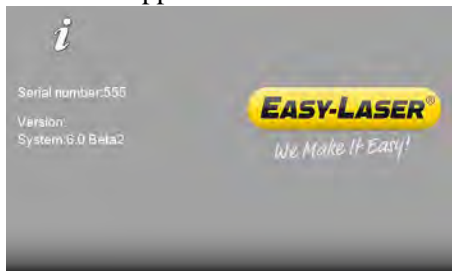 i
Serial number:555
Version:
System:6.0 Beta2
EASY-LASER®
We Make It Easy!